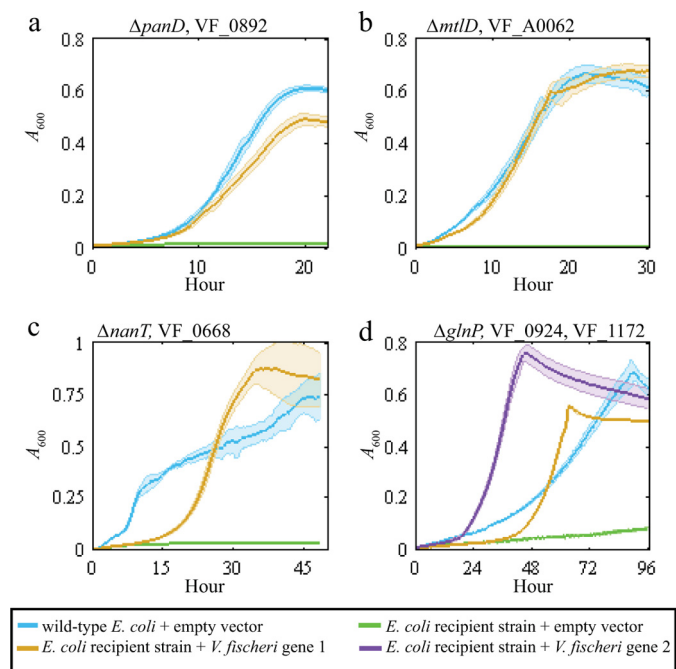 a
ΔpanD, VF_0892
0.8
0.6
0.4
0.2
0
A600
0 10 20
Hour
b
ΔmtlD, VF_A0062
0.8
0.6
0.4
0.2
0
A600
0 10 20 30
Hour
c
ΔnanT, VF_0668
1
0.75
0.5
0.25
0
A600
0 15 30 45
Hour
d
ΔglnP, VF_0924, VF_1172
0.8
0.6
0.4
0.2
0
A600
0 24 48 72 96
Hour
wild-type E. coli + empty vector
E. coli recipient strain + empty vector
E. coli recipient strain + V. fischeri gene 1
E. coli recipient strain + V. fischeri gene 2